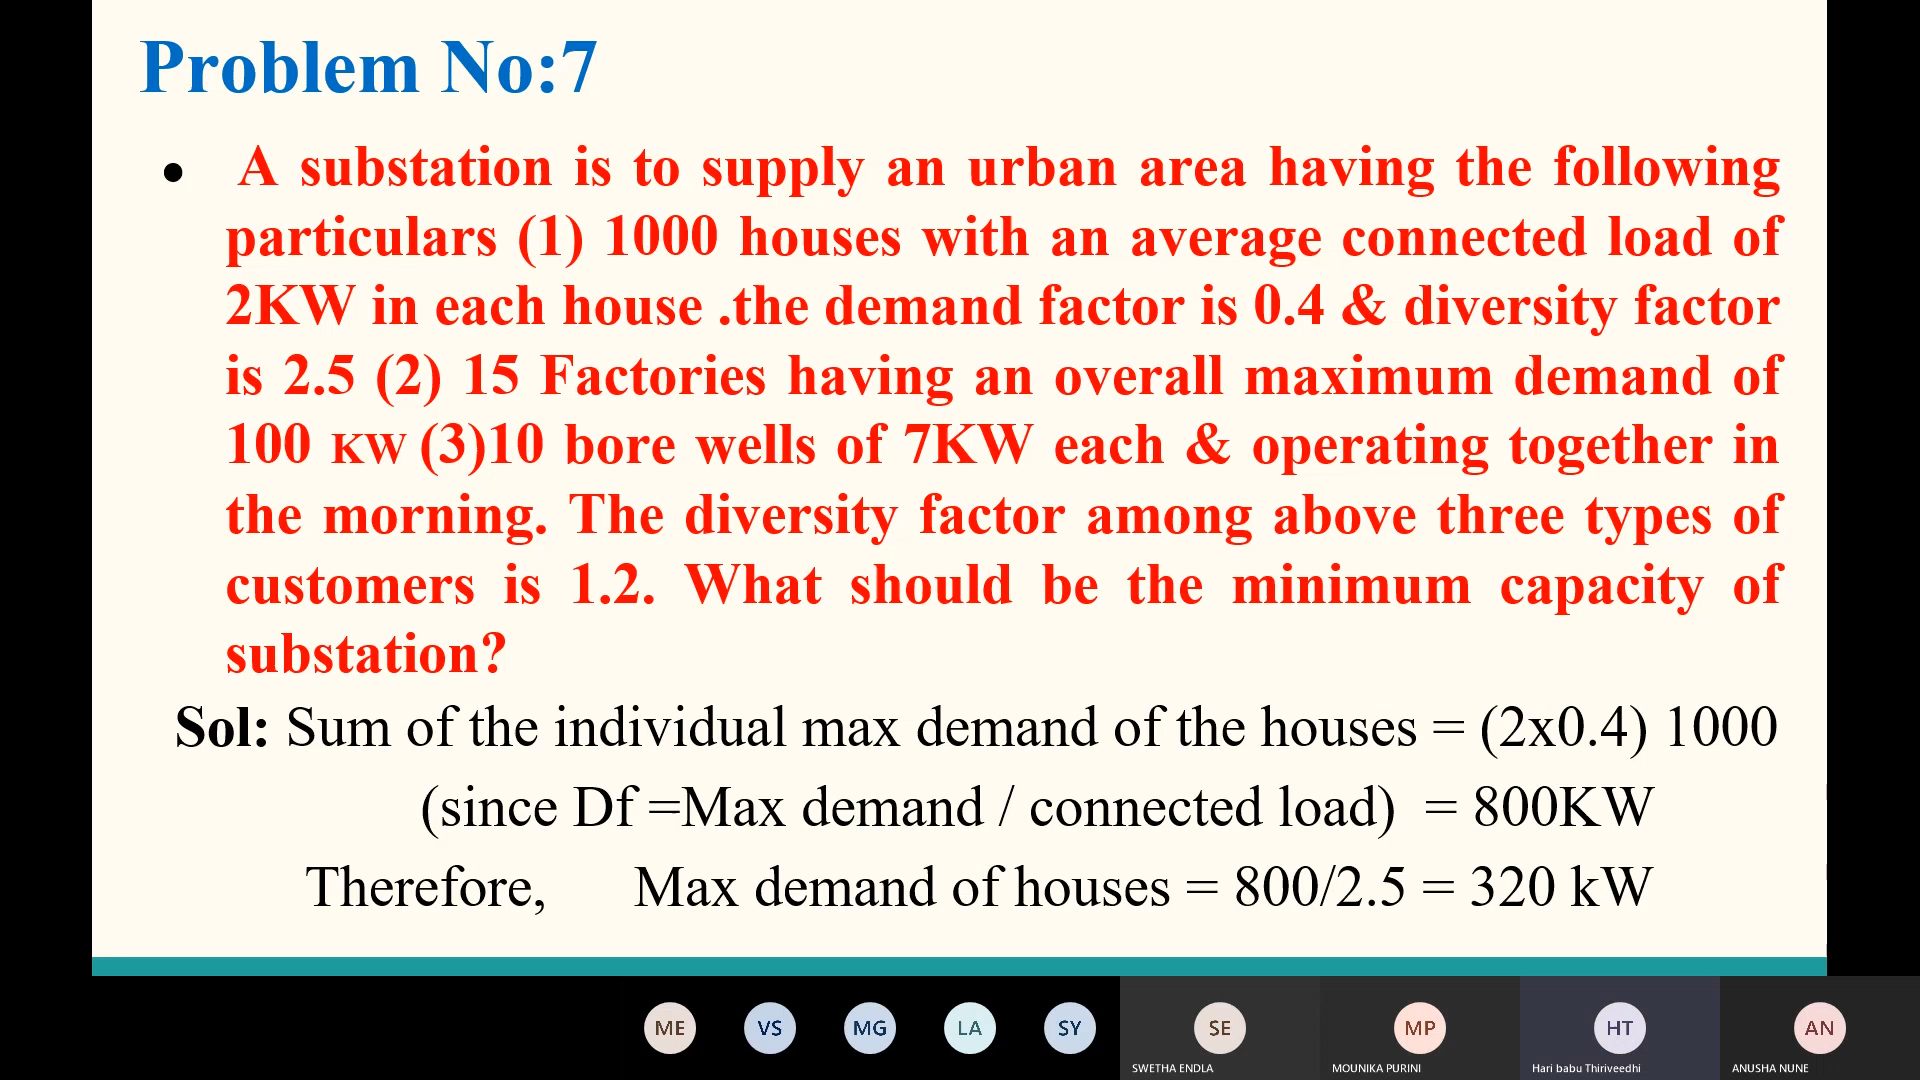 Problem No:7
• A substation is to supply an urban area having the following
particulars (1) 1000 houses with an average connected load of
2KW in each house .the demand factor is 0.4 & diversity factor
is 2.5 (2) 15 Factories having an overall maximum demand of
100 KW (3)10 bore wells of 7KW each & operating together in
the morning. The diversity factor among above three types of
customers is 1.2. What should be the minimum capacity of
substation?
Sol: Sum of the individual max demand of the houses = (2x0.4) 1000
(since Df =Max demand / connected load) = 800KW
Therefore, Max demand of houses = 800/2.5 = 320 kW
ME VS MG LA SY SE MP HT AN
SWETHA ENDLA MOUNIKA PURINI Hari babu Thiriveedhi ANUSHA NUNE